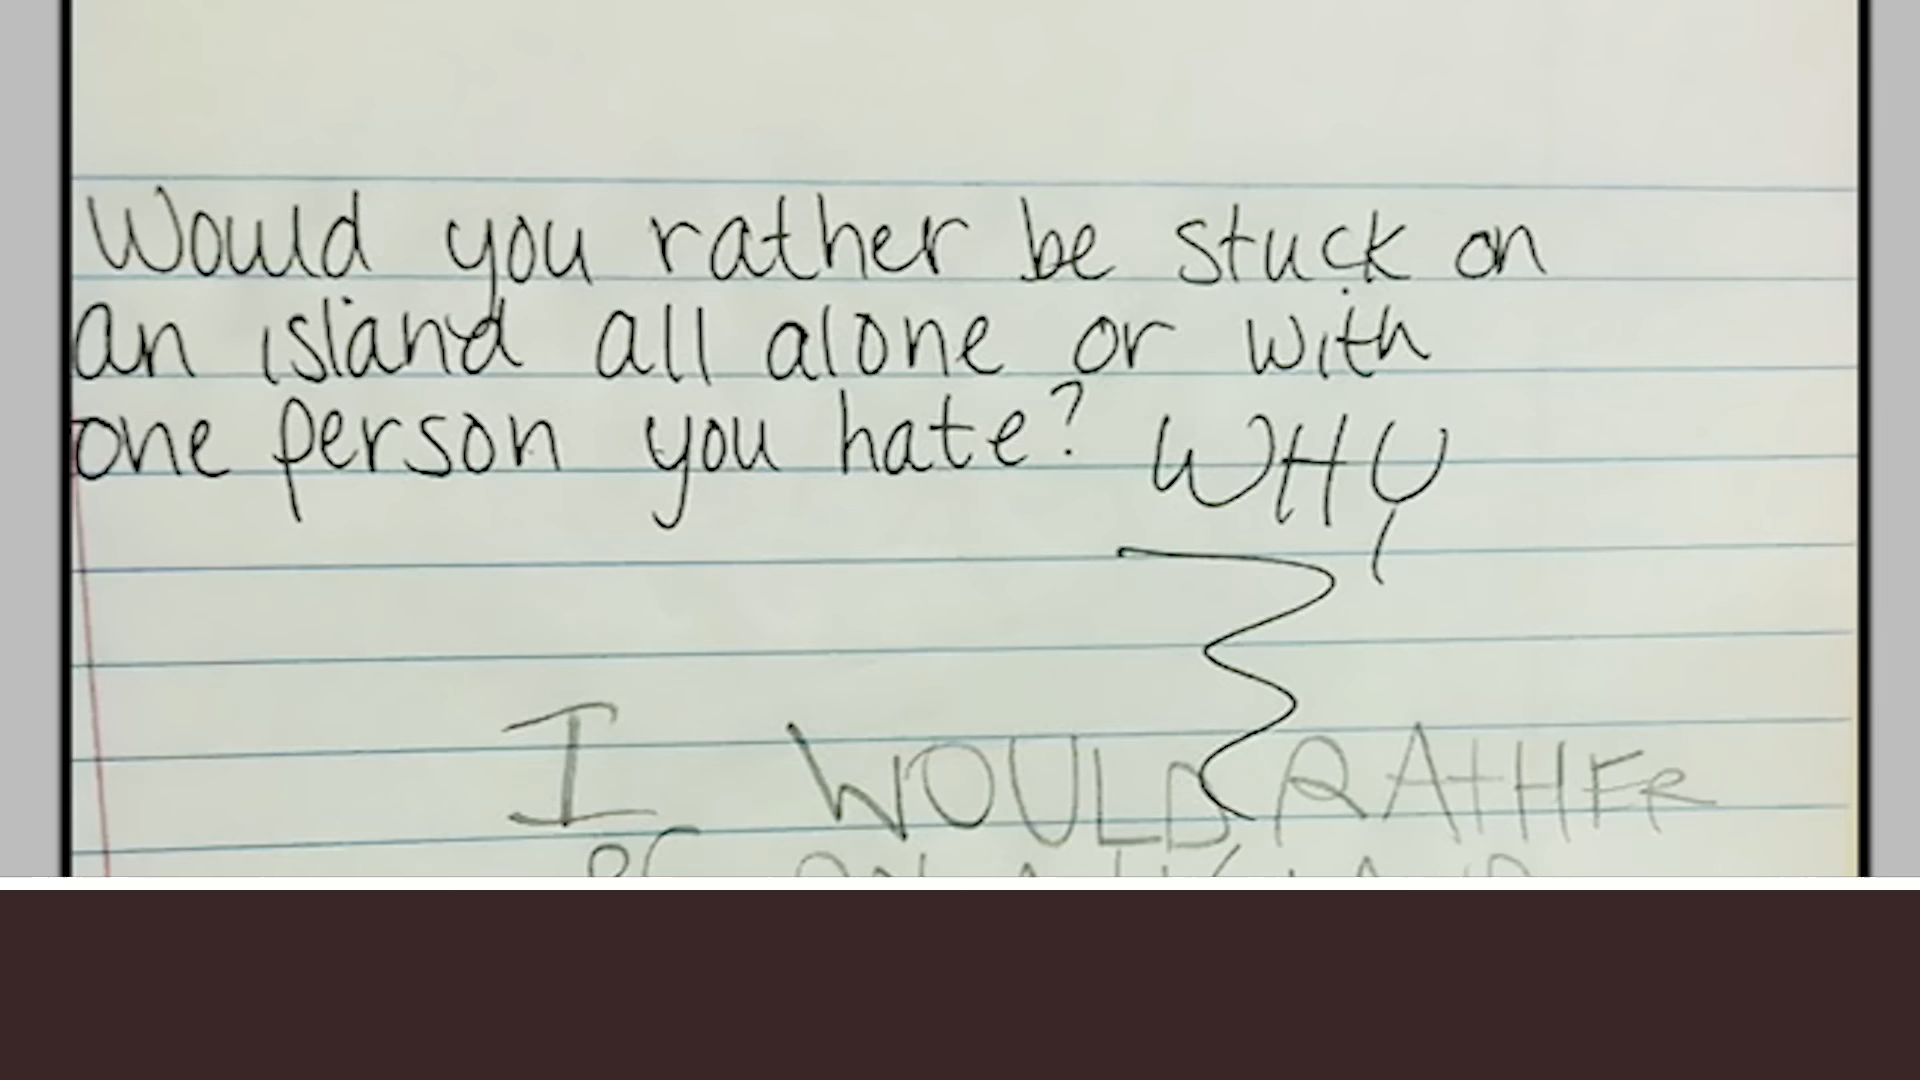 Would you rather be stuck on
an island all alone or with
one person you hate? WHY
I WOULD RATHER